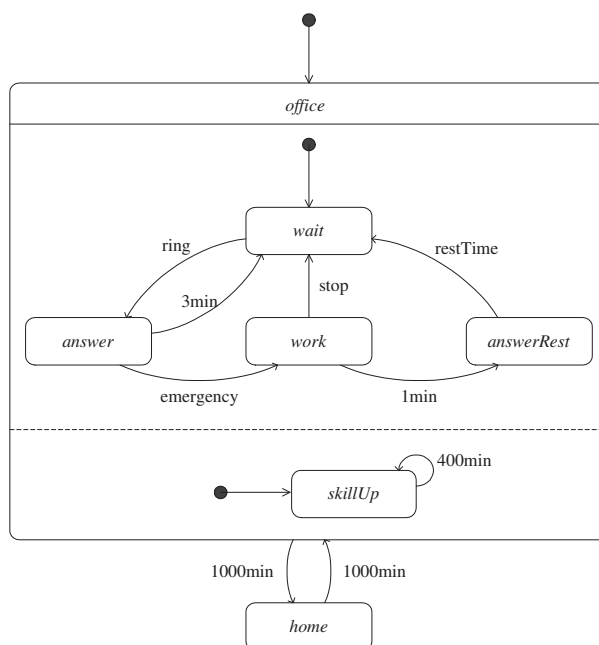 office
wait
ring
restTime
3min
stop
answer
work
answerRest
emergency
1min
400min
skillUp
1000min
1000min
home